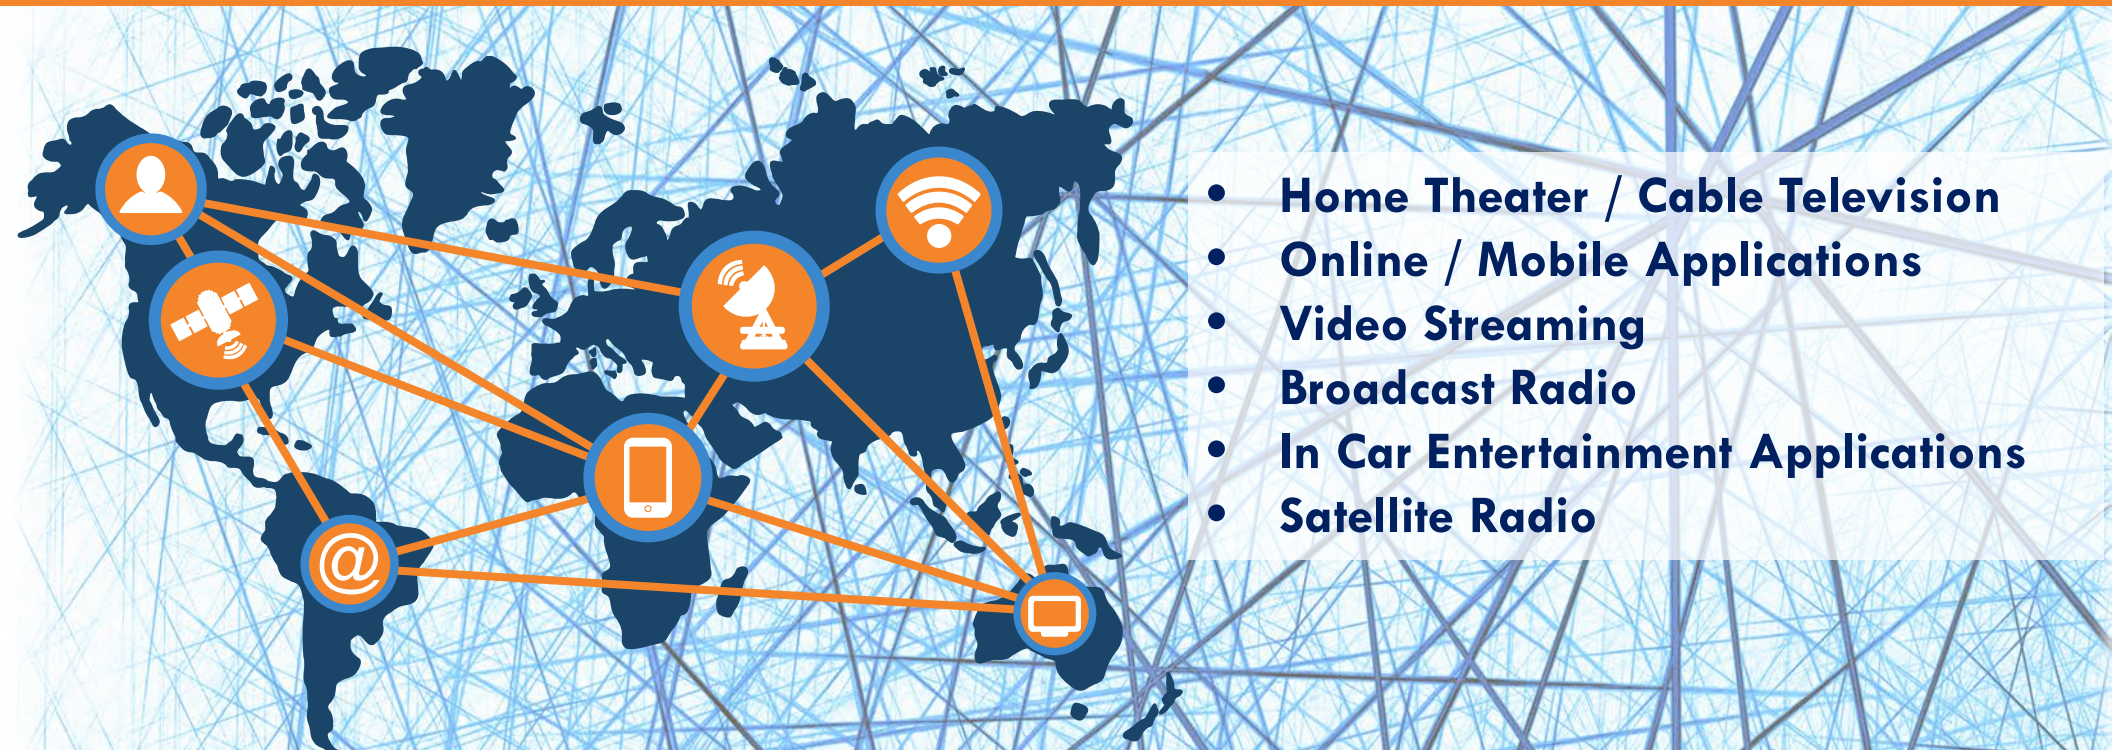 @
• Home Theater / Cable Television
• Online / Mobile Applications
• Video Streaming
• Broadcast Radio
• In Car Entertainment Applications
• Satellite Radio